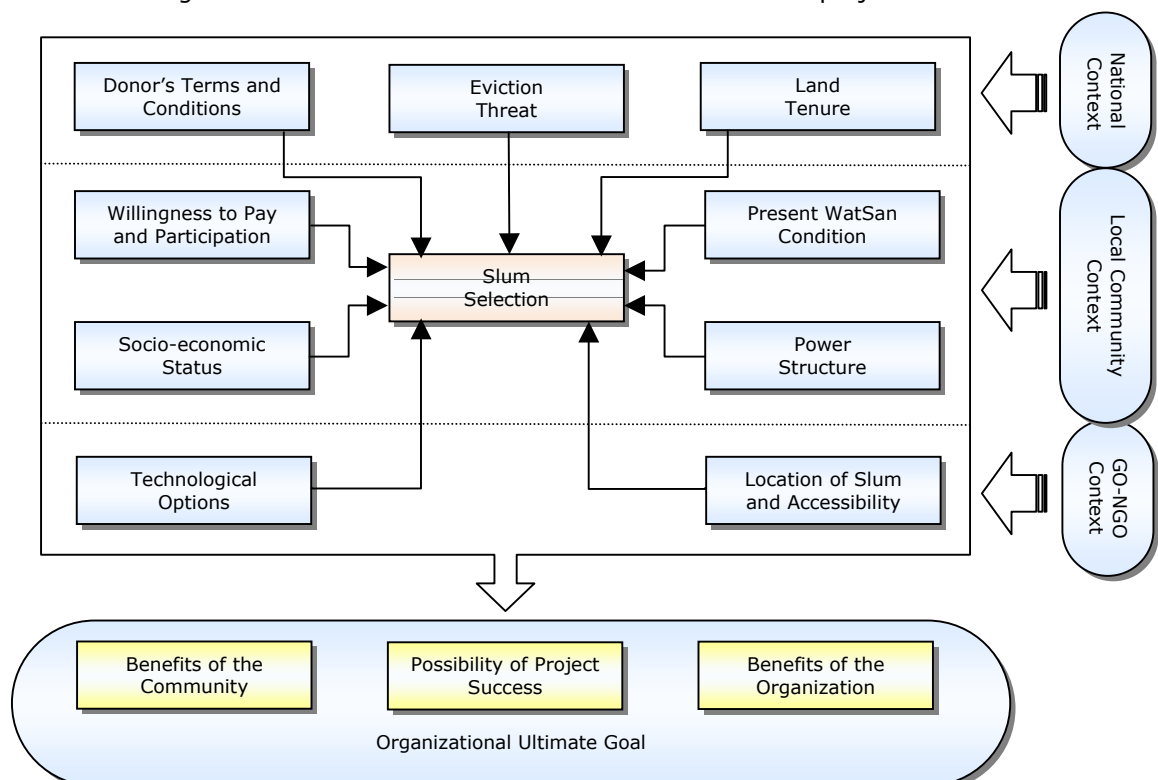 Donor's Terms and
Conditions
Eviction
Threat
Land
Tenure
National
Context
Willingness to Pay
and Participation
Present WatSan
Condition
Slum
Selection
Socio-economic
Status
Power
Structure
Local Community
Context
Technological
Options
Location of Slum
and Accessibility
GO-NGO
Context
Benefits of the
Community
Possibility of Project
Success
Benefits of the
Organization
Organizational Ultimate Goal